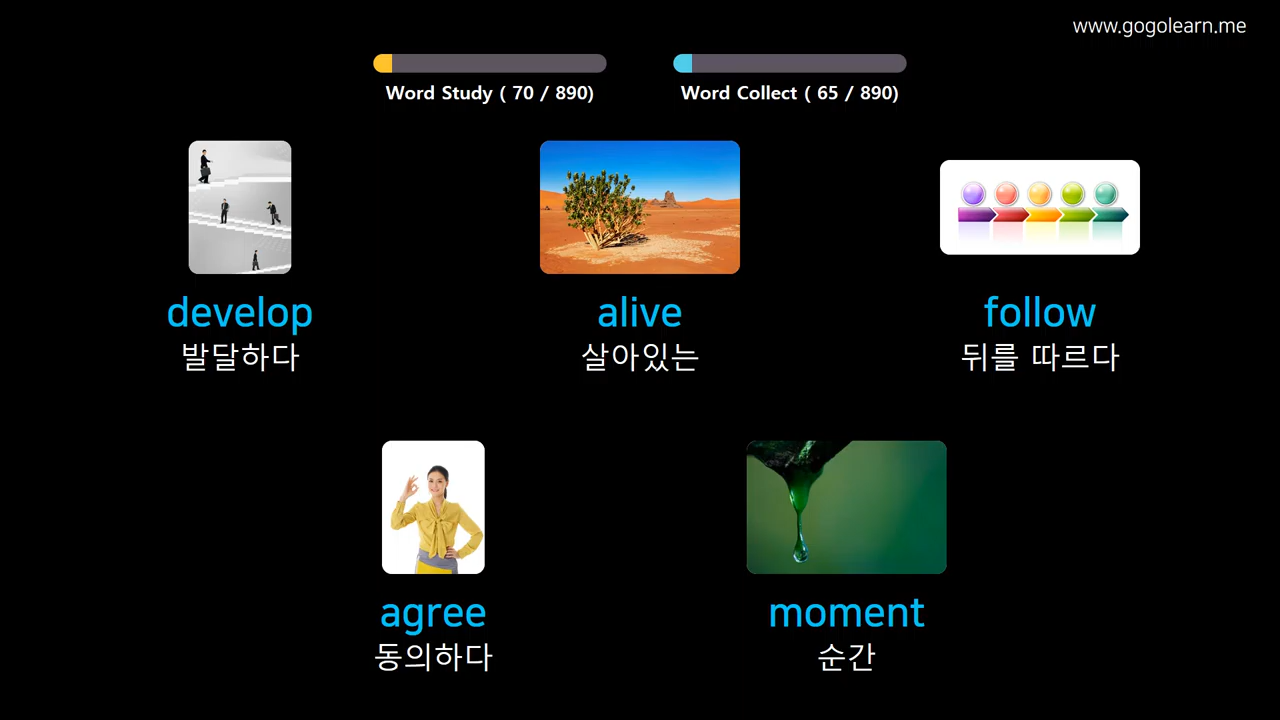 www.gogolearn.me
Word Study ( 70 / 890)
Word Collect ( 65 / 890)
develop
발달하다
alive
살아있는
follow
뒤를 따르다
agree
동의하다
moment
순간